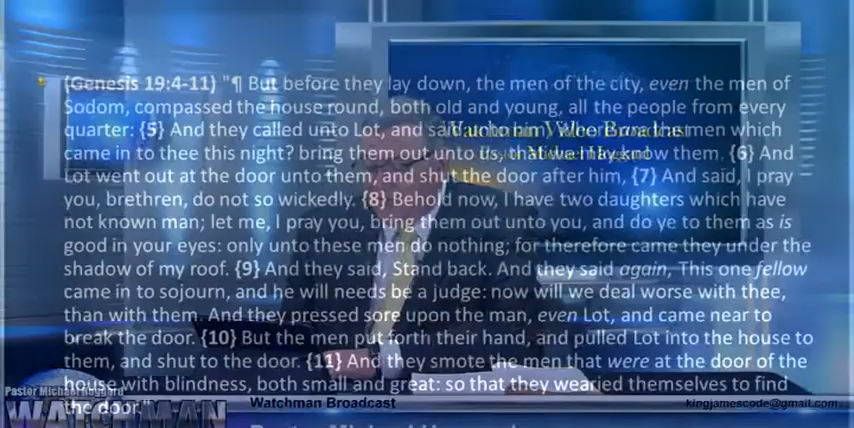 (Genesis 19:4-11) "¶ But before they lay down, the men of the city, even the men of
Sodom, compassed the house round, both old and young, all the people from every
quarter: {5} And they called unto Lot, and said unto him, Where are the men which
came in to thee this night? bring them out unto us, that we may know them. {6} And
Lot went out at the door unto them, and shut the door after him, {7} And said, I pray
you, brethren, do not so wickedly. {8} Behold now, I have two daughters which have
not known man; let me, I pray you, bring them out unto you, and do ye to them as is
good in your eyes: only unto these men do nothing; for therefore came they under the
shadow of my roof. {9} And they said, Stand back. And they said again, This one fellow
came in to sojourn, and he will needs be a judge: now will we deal worse with thee,
than with them. And they pressed sore upon the man, even Lot, and came near to
break the door. {10} But the men put forth their hand, and pulled Lot into the house to
them, and shut to the door. {11} And they smote the men that were at the door of the
house with blindness, both small and great: so that they wearied themselves to find
the door."
Watchman Video Broadcast
Michael Hoggard
Pastor Michael Hoggard
WATCHMAN
Watchman Broadcast
kingjamescode@gmail.com